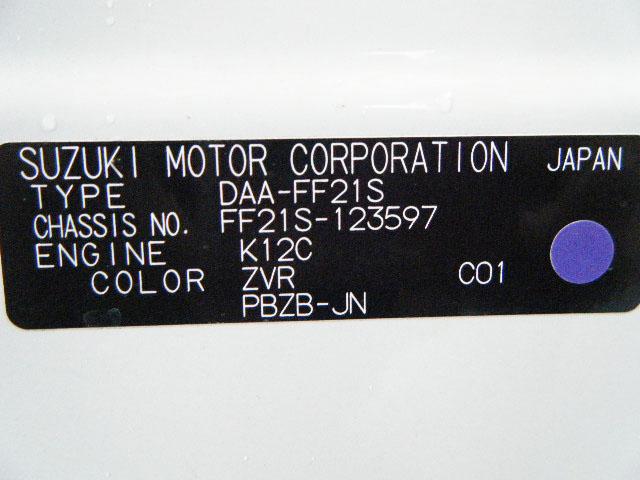 SUZUKI MOTOR CORPORATION JAPAN
TYPE DAA-FF21S
CHASSIS NO. FF21S-123597
ENGINE K12C
COLOR ZVR C01
PBZB-JN